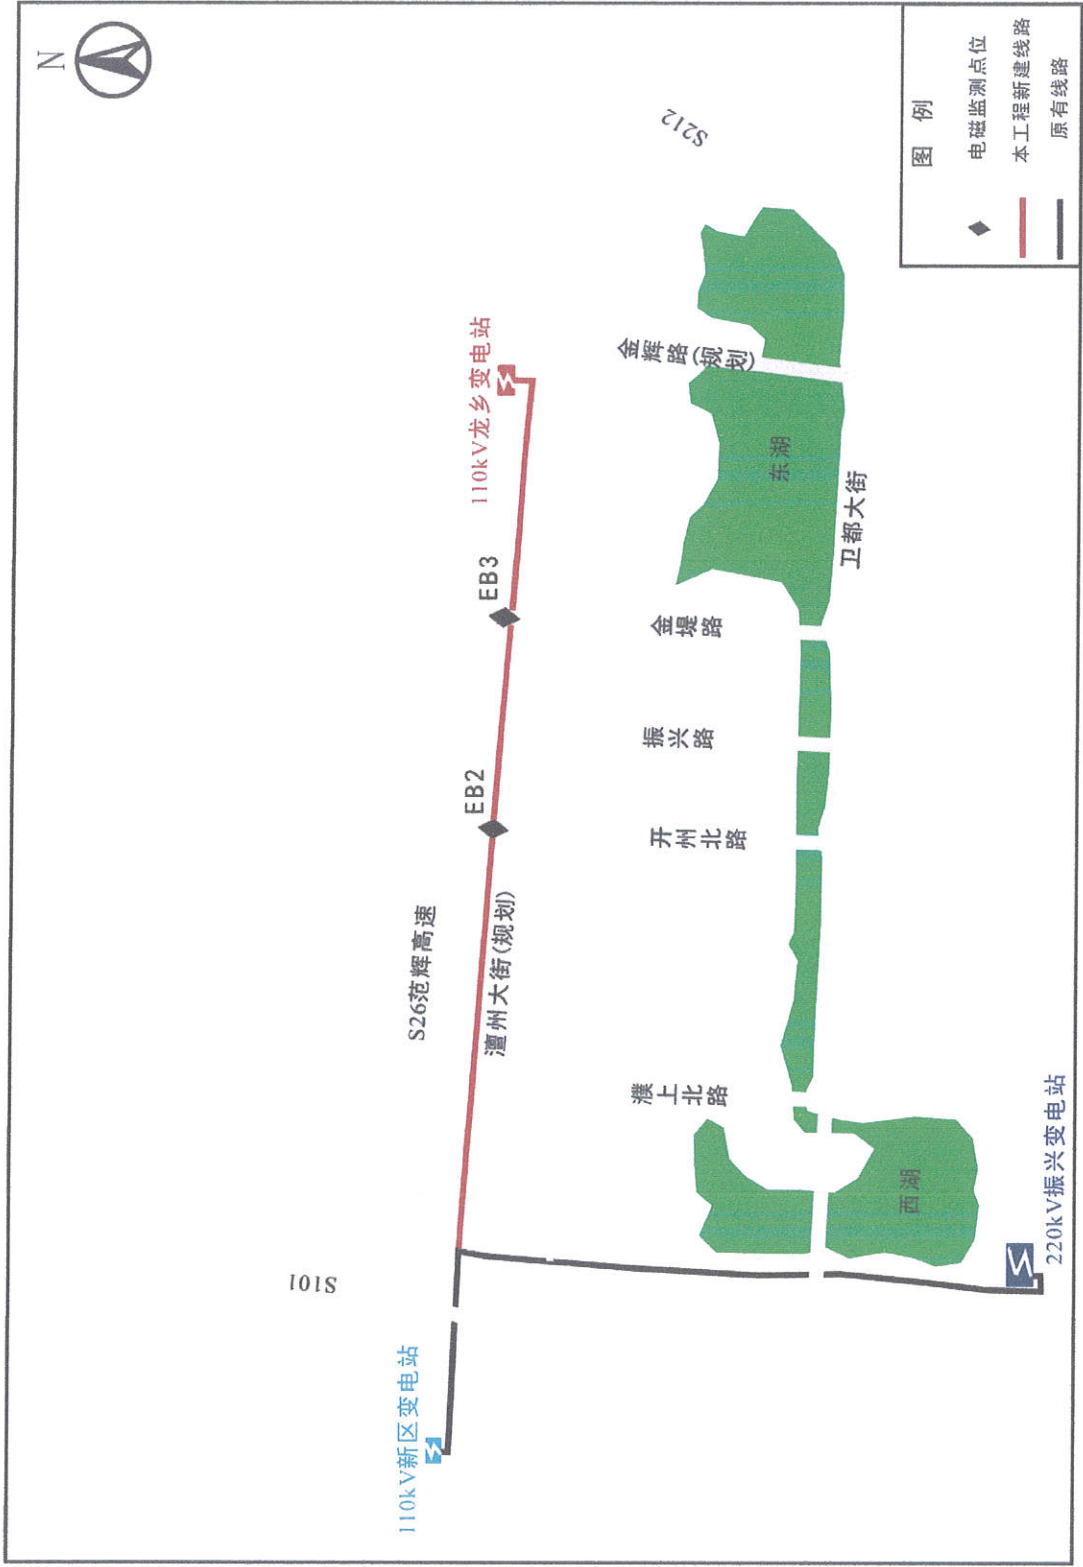 N
S212
图 例
电磁监测点位
本工程新建线路
原有线路
110kV龙乡变电站
金辉路(规划)
东湖
卫都大街
EB3
金堤路
振兴路
EB2
开州北路
S26范辉高速
澶州大街(规划)
濮上北路
西湖
220kV振兴变电站
S101
110kV新区变电站